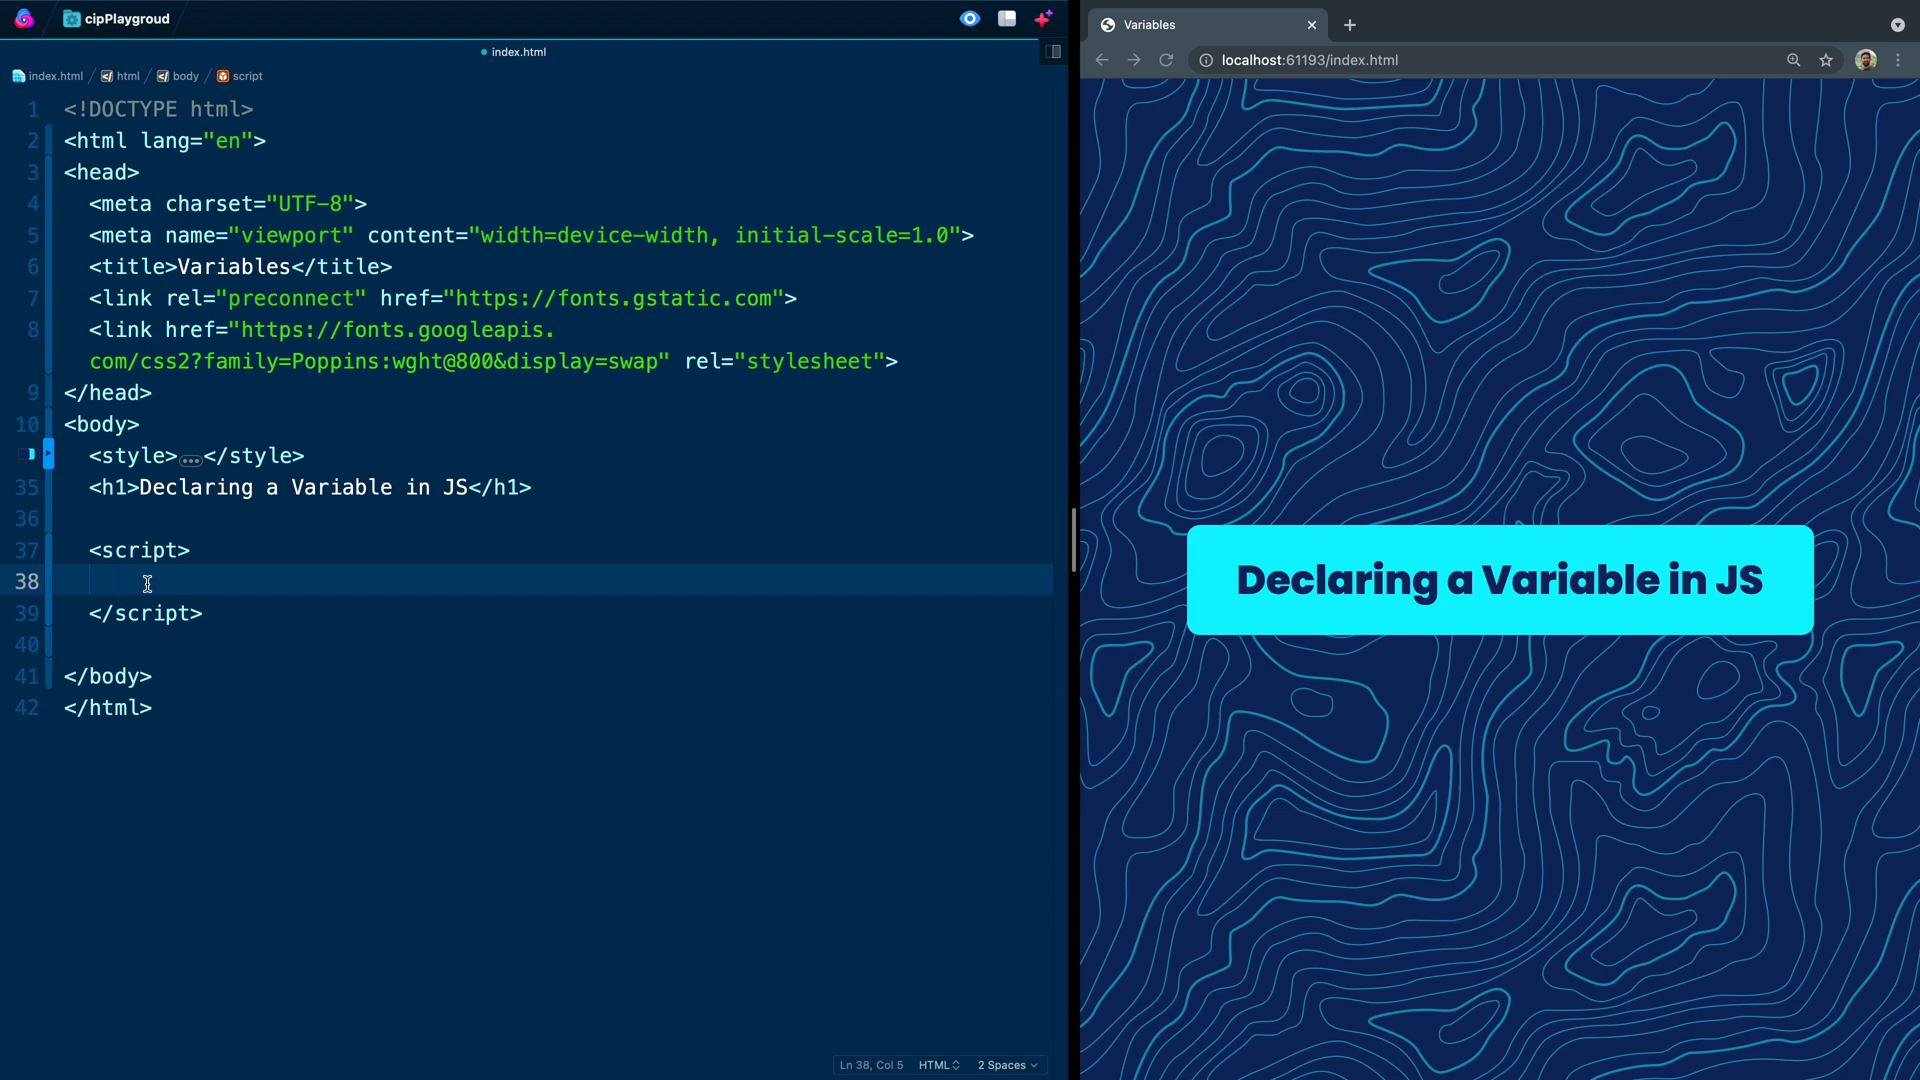 cipPlaygroud
index.html
index.html / html / body / script
1 <!DOCTYPE html>
2 <html lang="en">
3 <head>
4 <meta charset="UTF-8">
5 <meta name="viewport" content="width=device-width, initial-scale=1.0">
6 <title>Variables</title>
7 <link rel="preconnect" href="https://fonts.gstatic.com">
8 <link href="https://fonts.googleapis.
com/css2?family=Poppins:wght@800&display=swap" rel="stylesheet">
9 </head>
10 <body>
<style>…</style>
35 <h1>Declaring a Variable in JS</h1>
36
37 <script>
38
39 </script>
40
41 </body>
42 </html>
Ln 38, Col 5 HTML 2 Spaces
Variables
localhost:61193/index.html
Declaring a Variable in JS